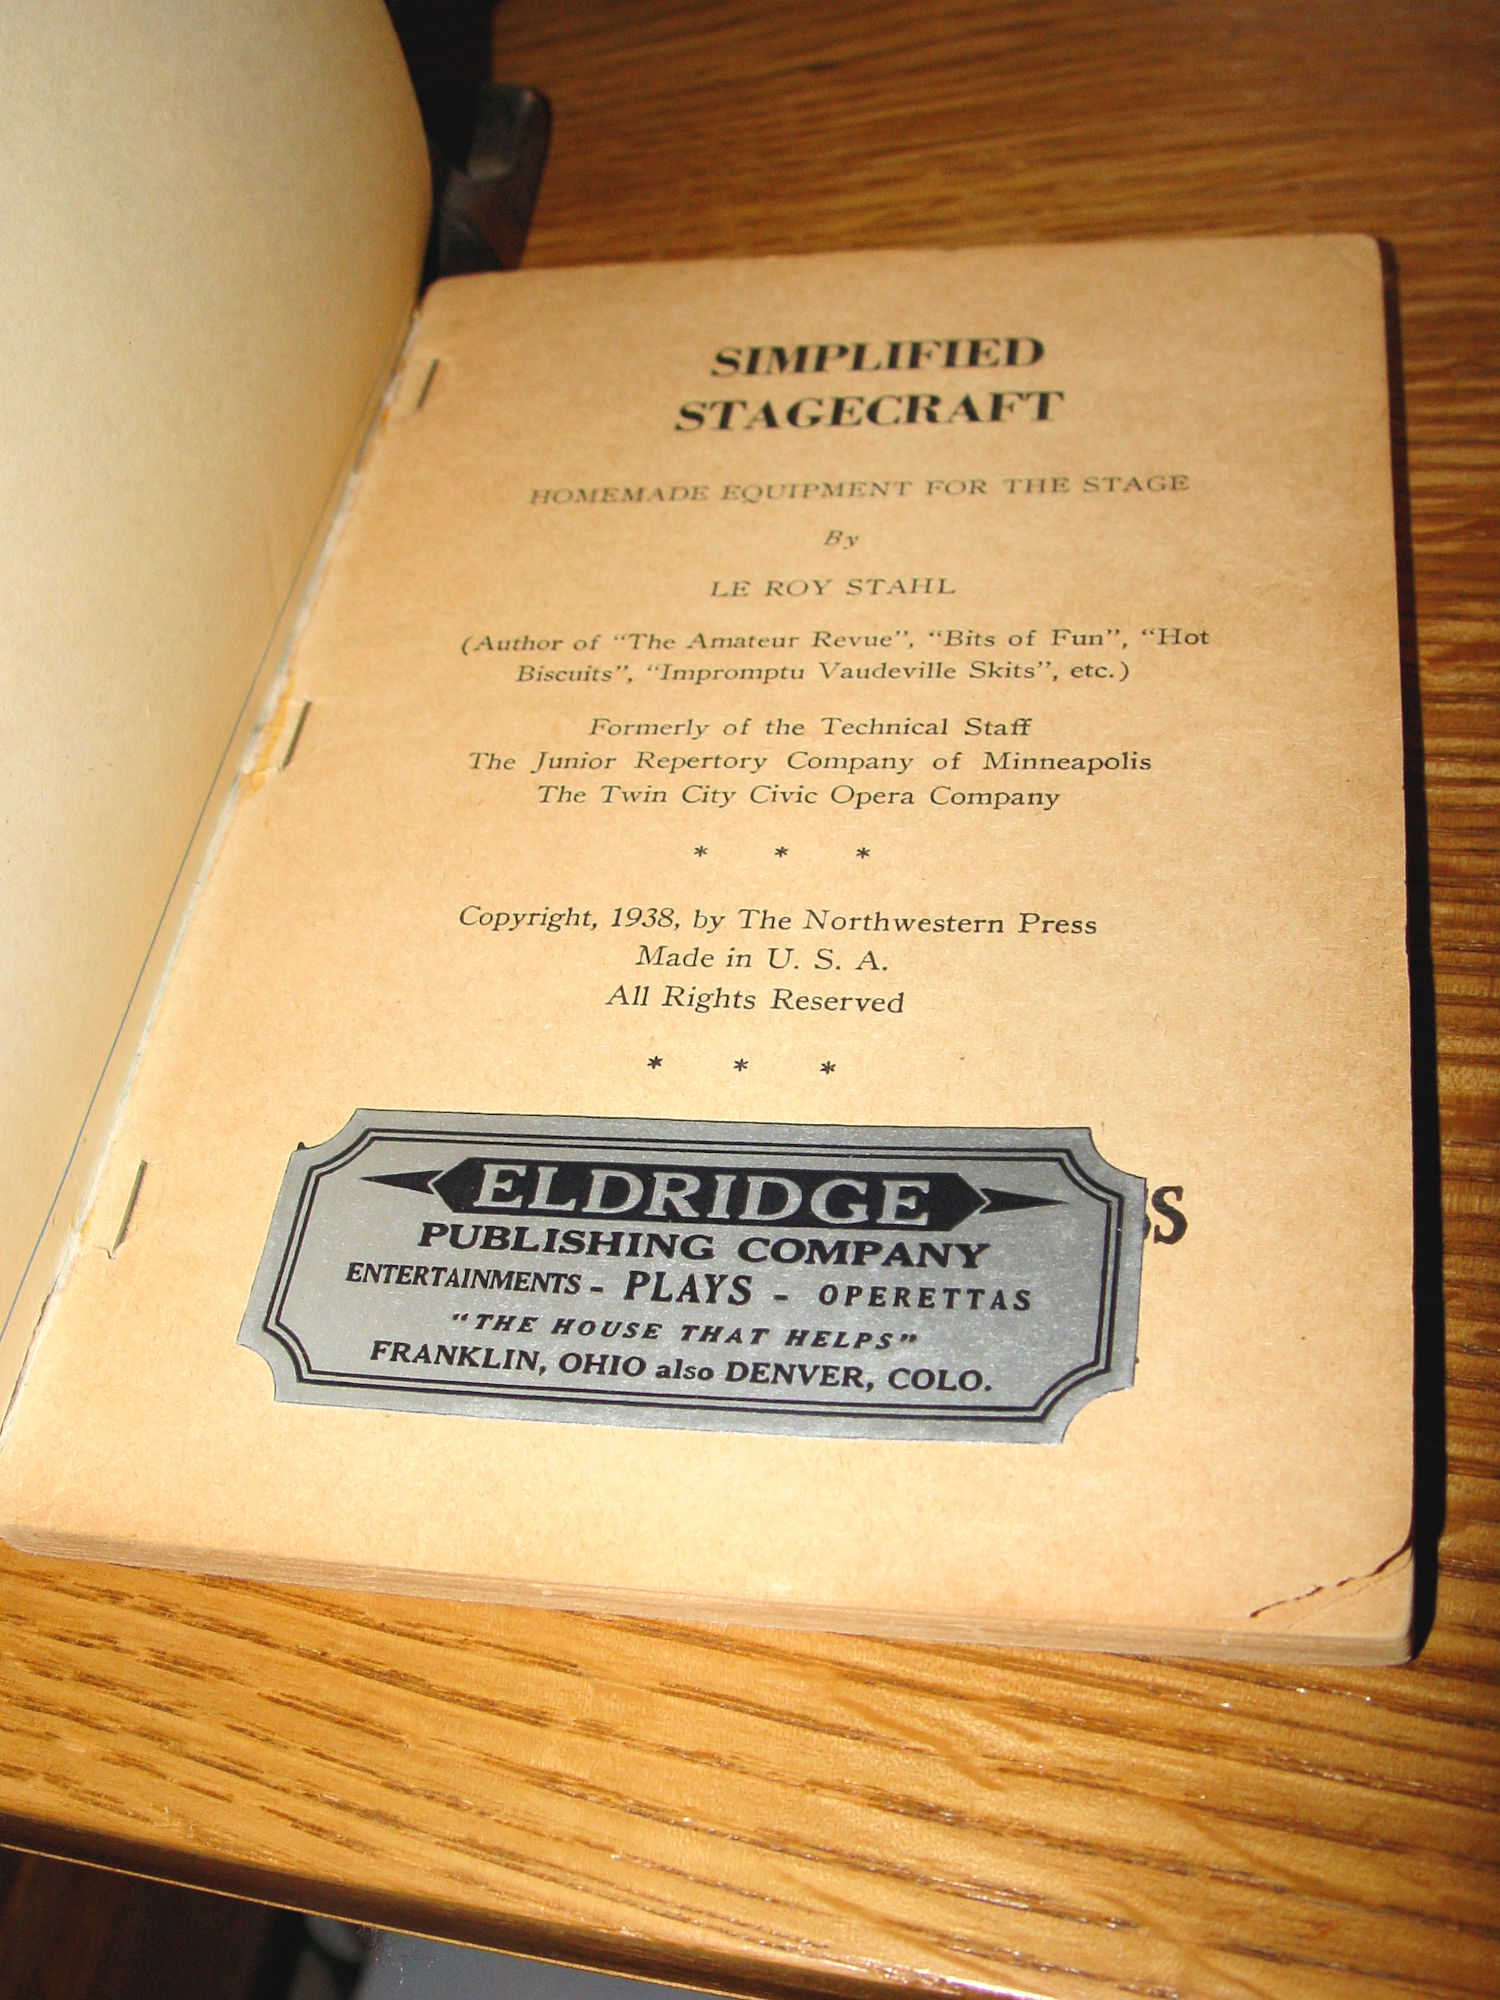 SIMPLIFIED
STAGECRAFT
HOMEMADE EQUIPMENT FOR THE STAGE
By
LE ROY STAHL
(Author of "The Amateur Revue", "Bits of Fun", "Hot
Biscuits", "Impromptu Vaudeville Skits", etc.)
Formerly of the Technical Staff
The Junior Repertory Company of Minneapolis
The Twin City Civic Opera Company
* * *
Copyright, 1938, by The Northwestern Press
Made in U. S. A.
All Rights Reserved
* * *
ELDRIDGE
PUBLISHING COMPANY
ENTERTAINMENTS - PLAYS - OPERETTAS
"THE HOUSE THAT HELPS"
FRANKLIN, OHIO also DENVER, COLO.